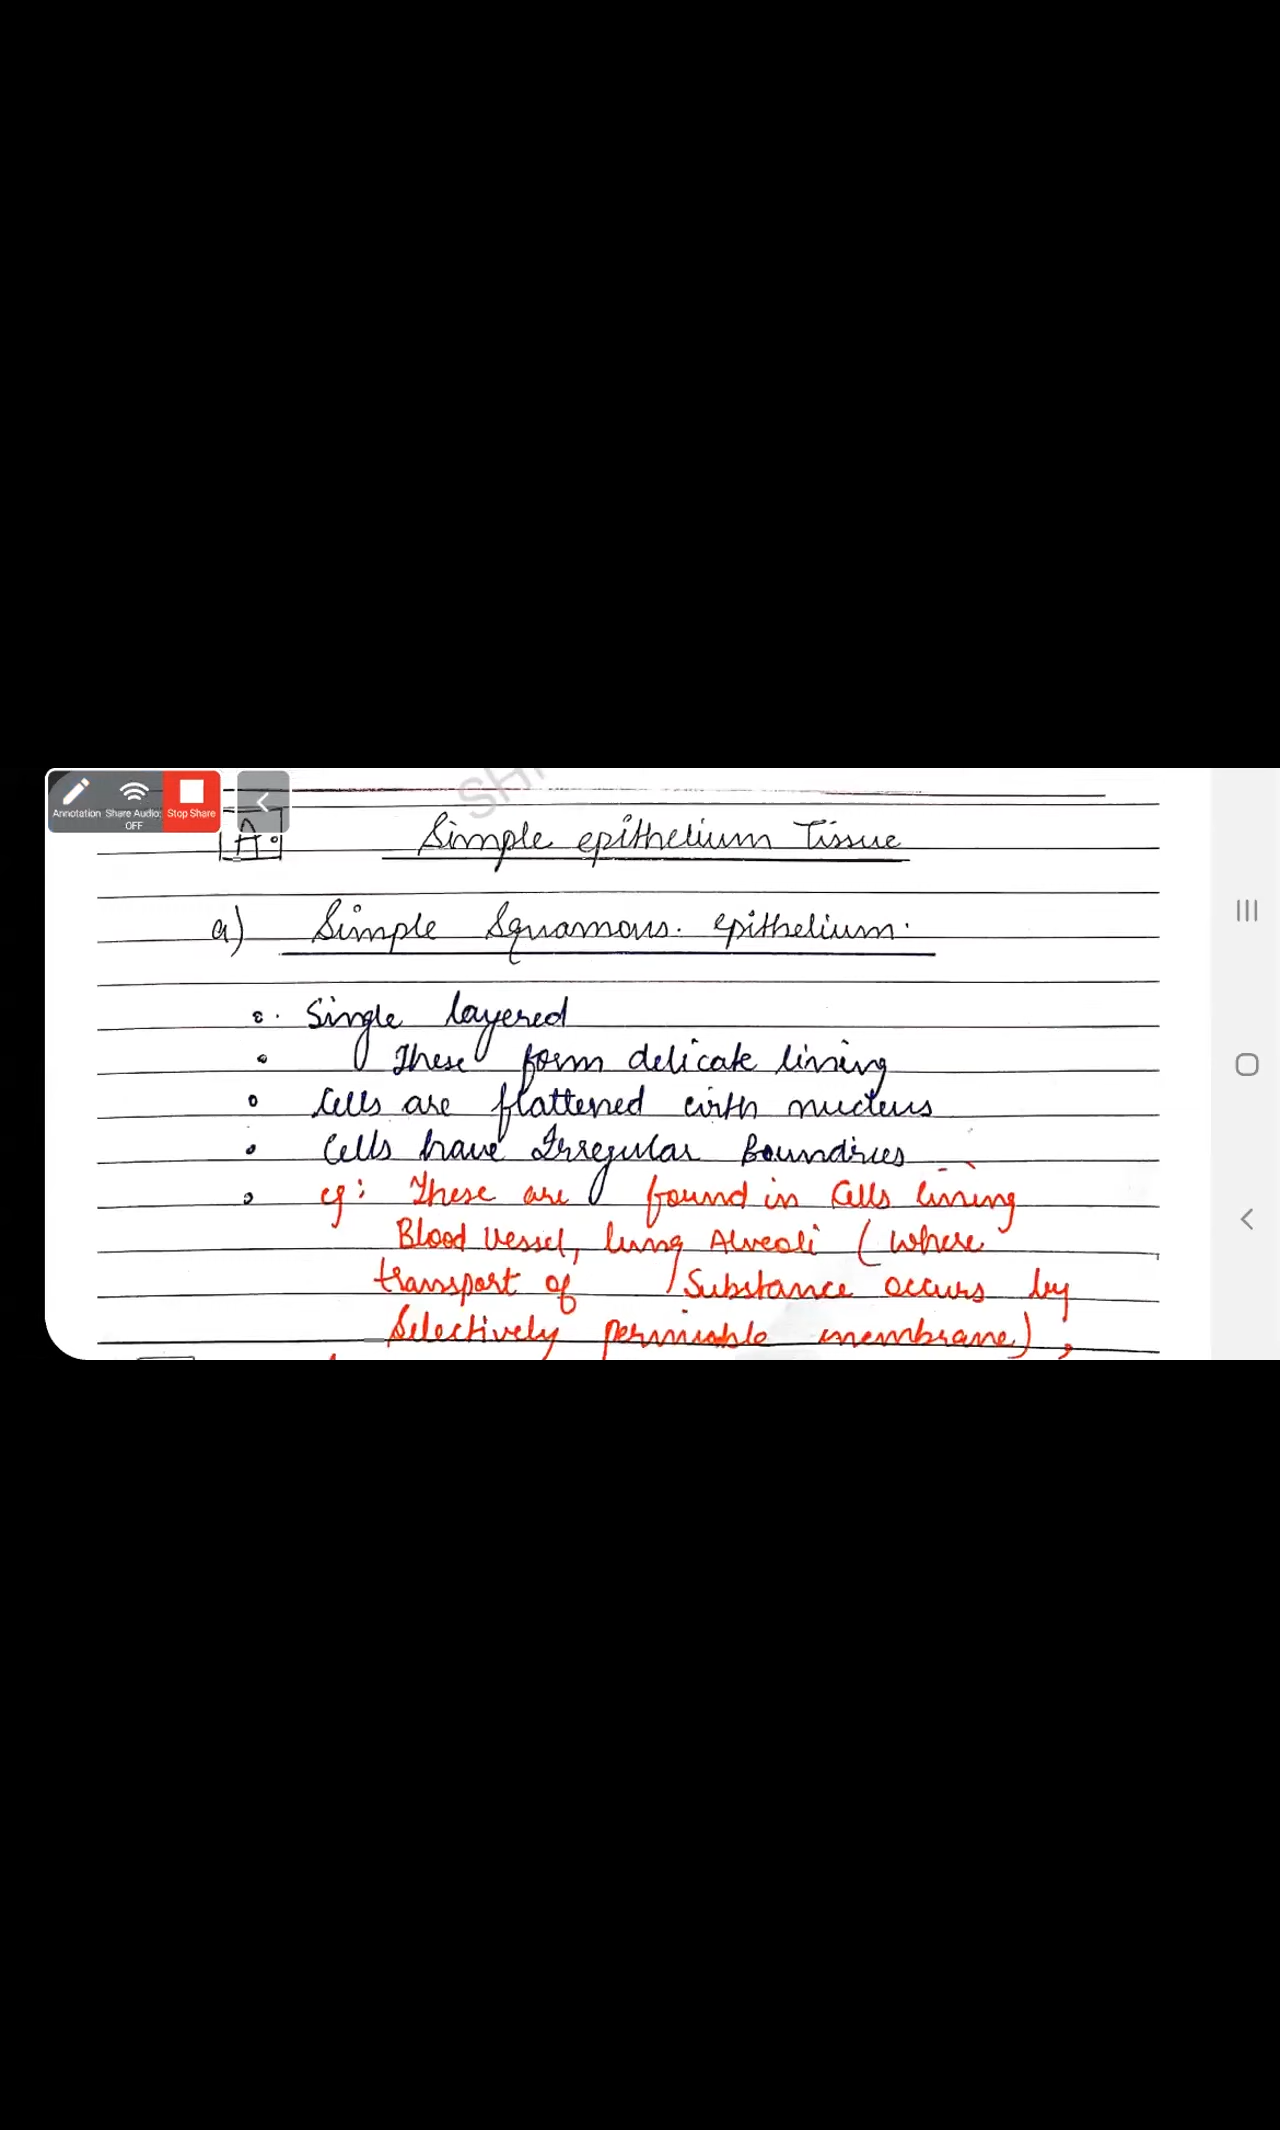 SH
Annotation Share Audio: OFF Stop Share
A.
Simple epithelium Tissue
a) Simple Squamous. epithelium.
Single layered
These form delicate lining
Cells are flattened with nucleus
Cells have Irregular Boundries
eg: These are found in Cells lining
Blood Vessel, lung Alveoli (where
transport of Substance occurs by
Selectively permiable membrane),